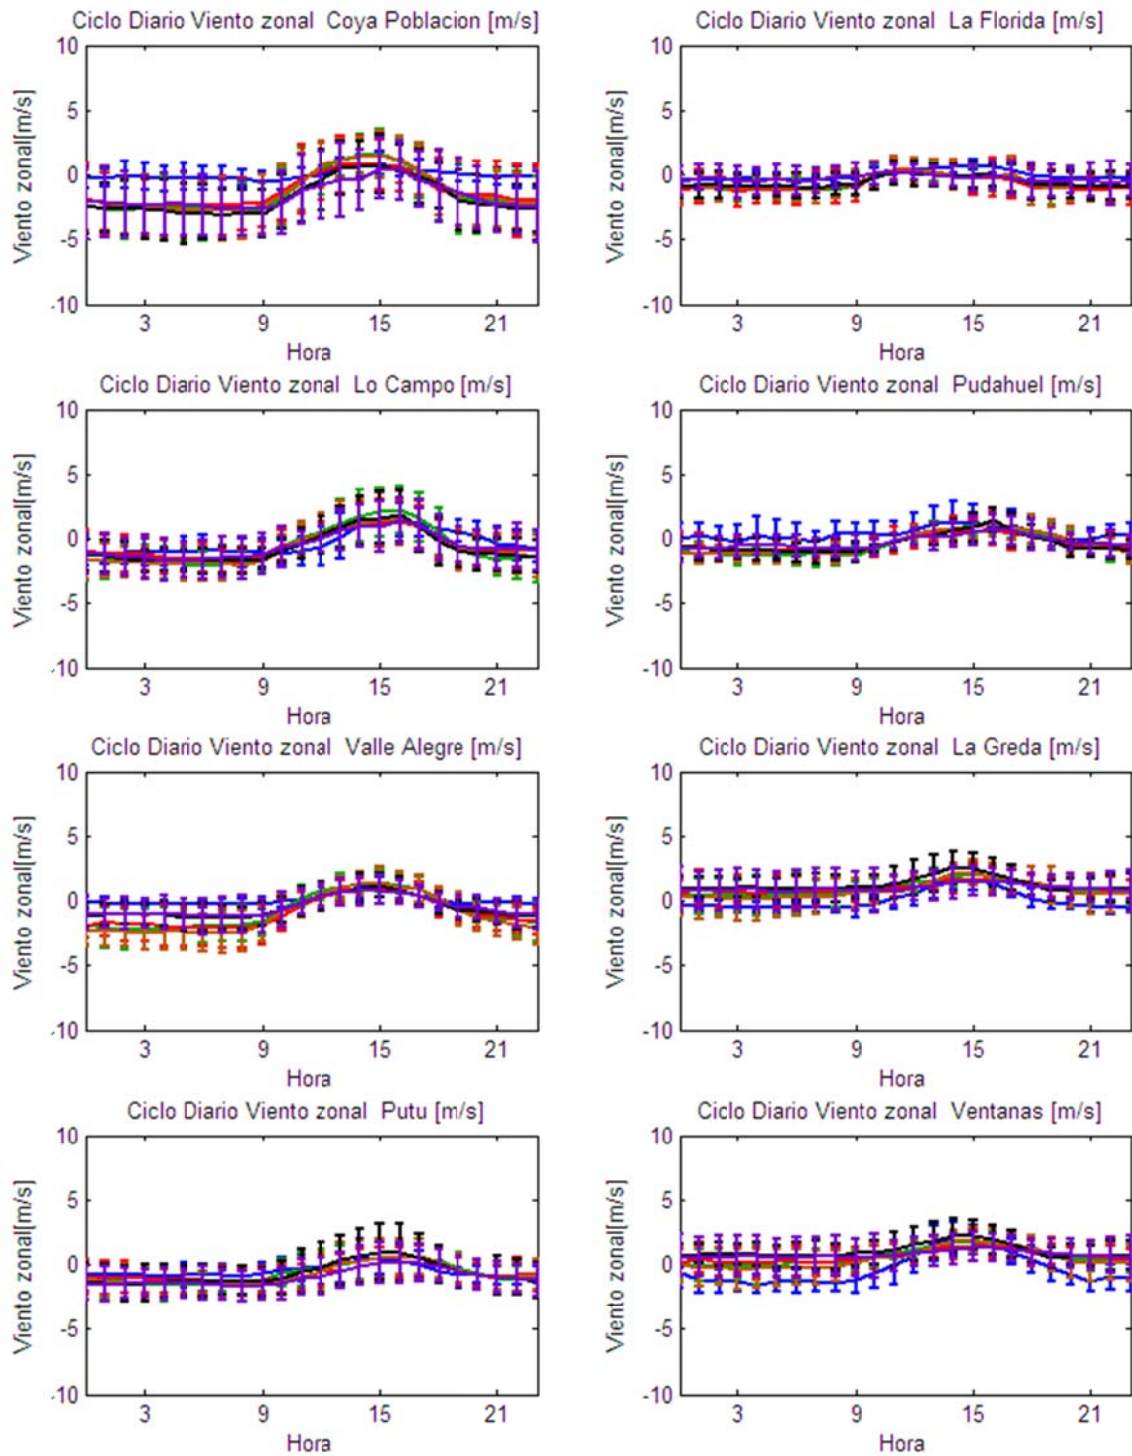 Ciclo Diario Viento zonal Coya Poblacion [m/s]
Viento zonal[m/s]
10
5
0
-5
-10
3 9 15 21
Hora
Ciclo Diario Viento zonal La Florida [m/s]
Viento zonal[m/s]
10
5
0
-5
-10
3 9 15 21
Hora
Ciclo Diario Viento zonal Lo Campo [m/s]
Viento zonal[m/s]
10
5
0
-5
-10
3 9 15 21
Hora
Ciclo Diario Viento zonal Pudahuel [m/s]
Viento zonal[m/s]
10
5
0
-5
-10
3 9 15 21
Hora
Ciclo Diario Viento zonal Valle Alegre [m/s]
Viento zonal[m/s]
10
5
0
-5
-10
3 9 15 21
Hora
Ciclo Diario Viento zonal La Greda [m/s]
Viento zonal[m/s]
10
5
0
-5
-10
3 9 15 21
Hora
Ciclo Diario Viento zonal Putu [m/s]
Viento zonal[m/s]
10
5
0
-5
-10
3 9 15 21
Hora
Ciclo Diario Viento zonal Ventanas [m/s]
Viento zonal[m/s]
10
5
0
-5
-10
3 9 15 21
Hora